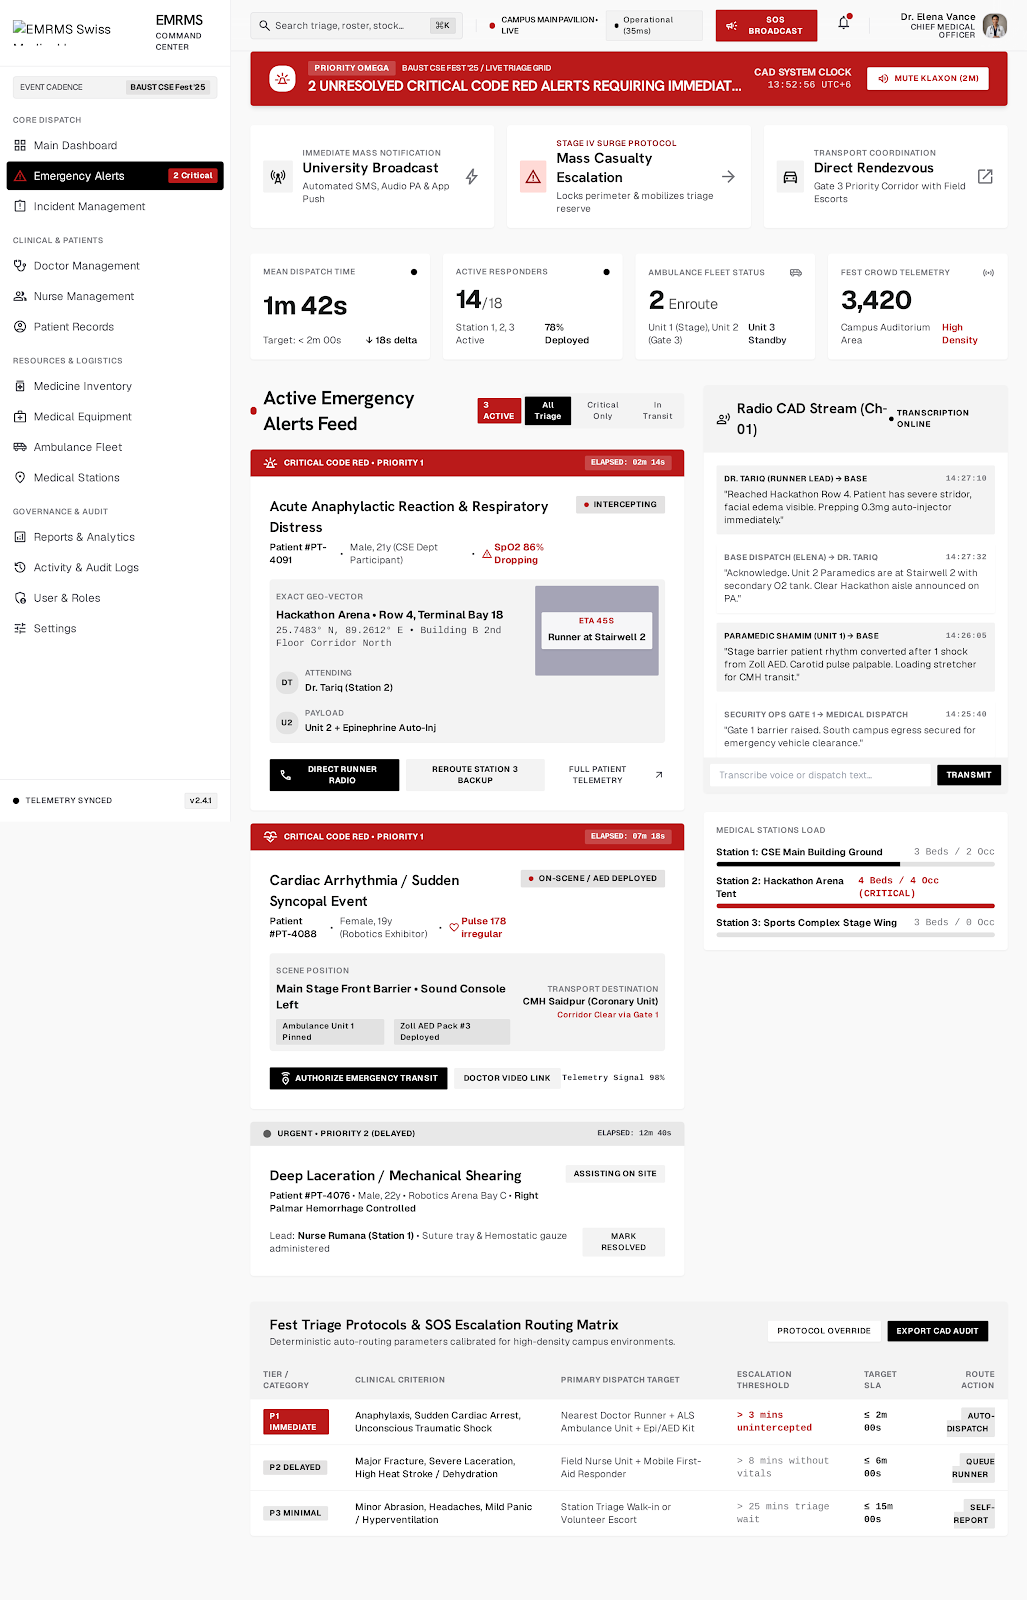 EMRMS Swiss
EMRMS
COMMAND
CENTER
EVENT CADENCE
BAUST CSE Fest '25
CORE DISPATCH
Main Dashboard
Emergency Alerts
2 Critical
Incident Management
CLINICAL & PATIENTS
Doctor Management
Nurse Management
Patient Records
RESOURCES & LOGISTICS
Medicine Inventory
Medical Equipment
Ambulance Fleet
Medical Stations
GOVERNANCE & AUDIT
Reports & Analytics
Activity & Audit Logs
User & Roles
Settings
TELEMETRY SYNCED
v2.4.1
Search triage, roster, stock...
⌘K
CAMPUS MAIN PAVILION •
LIVE
Operational
(35ms)
SOS
BROADCAST
Dr. Elena Vance
CHIEF MEDICAL
OFFICER
PRIORITY OMEGA
BAUST CSE FEST '25 / LIVE TRIAGE GRID
2 UNRESOLVED CRITICAL CODE RED ALERTS REQUIRING IMMEDIAT...
CAD SYSTEM CLOCK
13:52:56 UTC+6
MUTE KLAXON (2M)
IMMEDIATE MASS NOTIFICATION
University Broadcast
Automated SMS, Audio PA & App
Push
STAGE IV SURGE PROTOCOL
Mass Casualty
Escalation
Locks perimeter & mobilizes triage
reserve
TRANSPORT COORDINATION
Direct Rendezvous
Gate 3 Priority Corridor with Field
Escorts
MEAN DISPATCH TIME
1m 42s
Target: < 2m 00s
↓ 18s delta
ACTIVE RESPONDERS
14/18
Station 1, 2, 3
Active
78%
Deployed
AMBULANCE FLEET STATUS
2 Enroute
Unit 1 (Stage), Unit 2
(Gate 3)
Unit 3
Standby
FEST CROWD TELEMETRY
3,420
Campus Auditorium
Area
High
Density
Active Emergency
Alerts Feed
3
ACTIVE
All
Triage
Critical
Only
In
Transit
CRITICAL CODE RED • PRIORITY 1
ELAPSED: 02m 14s
Acute Anaphylactic Reaction & Respiratory
Distress
INTERCEPTING
Patient #PT-
4091
•
Male, 21y (CSE Dept
Participant)
•
SpO2 86%
Dropping
EXACT GEO-VECTOR
Hackathon Arena • Row 4, Terminal Bay 18
25.7483° N, 89.2612° E • Building B 2nd
Floor Corridor North
ETA 45S
Runner at Stairwell 2
DT
ATTENDING
Dr. Tariq (Station 2)
U2
PAYLOAD
Unit 2 + Epinephrine Auto-Inj
DIRECT RUNNER
RADIO
REROUTE STATION 3
BACKUP
FULL PATIENT
TELEMETRY
CRITICAL CODE RED • PRIORITY 1
ELAPSED: 07m 18s
Cardiac Arrhythmia / Sudden
Syncopal Event
ON-SCENE / AED DEPLOYED
Patient
#PT-4088
•
Female, 19y
(Robotics Exhibitor)
•
Pulse 178
irregular
SCENE POSITION
Main Stage Front Barrier • Sound Console
Left
Ambulance Unit 1
Pinned
Zoll AED Pack #3
Deployed
TRANSPORT DESTINATION
CMH Saidpur (Coronary Unit)
Corridor Clear via Gate 1
AUTHORIZE EMERGENCY TRANSIT
DOCTOR VIDEO LINK
Telemetry Signal 98%
URGENT • PRIORITY 2 (DELAYED)
ELAPSED: 12m 40s
Deep Laceration / Mechanical Shearing
ASSISTING ON SITE
Patient #PT-4076 • Male, 22y • Robotics Arena Bay C • Right
Palmar Hemorrhage Controlled
Lead: Nurse Rumana (Station 1) • Suture tray & Hemostatic gauze
administered
MARK
RESOLVED
Radio CAD Stream (Ch-
01)
TRANSCRIPTION
ONLINE
DR. TARIQ (RUNNER LEAD) → BASE
14:27:10
"Reached Hackathon Row 4. Patient has severe stridor,
facial edema visible. Prepping 0.3mg auto-injector
immediately."
BASE DISPATCH (ELENA) → DR. TARIQ
14:27:32
"Acknowledge. Unit 2 Paramedics are at Stairwell 2 with
secondary O2 tank. Clear Hackathon aisle announced on
PA."
PARAMEDIC SHAMIM (UNIT 1) → BASE
14:26:05
"Stage barrier patient rhythm converted after 1 shock
from Zoll AED. Carotid pulse palpable. Loading stretcher
for CMH transit."
SECURITY OPS GATE 1 → MEDICAL DISPATCH
14:25:40
"Gate 1 barrier raised. South campus egress secured for
emergency vehicle clearance."
Transcribe voice or dispatch text...
TRANSMIT
MEDICAL STATIONS LOAD
Station 1: CSE Main Building Ground
3 Beds / 2 Occ
Station 2: Hackathon Arena
Tent
4 Beds / 4 Occ
(CRITICAL)
Station 3: Sports Complex Stage Wing
3 Beds / 0 Occ
Fest Triage Protocols & SOS Escalation Routing Matrix
Deterministic auto-routing parameters calibrated for high-density campus environments.
PROTOCOL OVERRIDE
EXPORT CAD AUDIT
TIER /
CATEGORY
CLINICAL CRITERION
PRIMARY DISPATCH TARGET
ESCALATION
THRESHOLD
TARGET
SLA
ROUTE
ACTION
P1
IMMEDIATE
Anaphylaxis, Sudden Cardiac Arrest,
Unconscious Traumatic Shock
Nearest Doctor Runner + ALS
Ambulance Unit + Epi/AED Kit
> 3 mins
unintercepted
≤ 2m
00s
AUTO-
DISPATCH
P2 DELAYED
Major Fracture, Severe Laceration,
High Heat Stroke / Dehydration
Field Nurse Unit + Mobile First-
Aid Responder
> 8 mins without
vitals
≤ 6m
00s
QUEUE
RUNNER
P3 MINIMAL
Minor Abrasion, Headaches, Mild Panic
/ Hyperventilation
Station Triage Walk-in or
Volunteer Escort
> 25 mins triage
wait
≤ 15m
00s
SELF-
REPORT